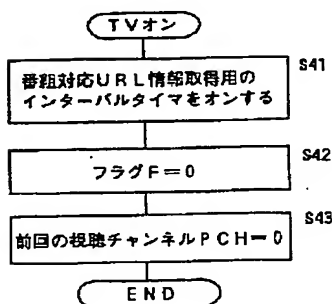 TVオン
S41
番組対応URL情報取得用の
インターバルタイマをオンする
S42
フラグF=0
S43
前回の視聴チャンネルPCH=0
END